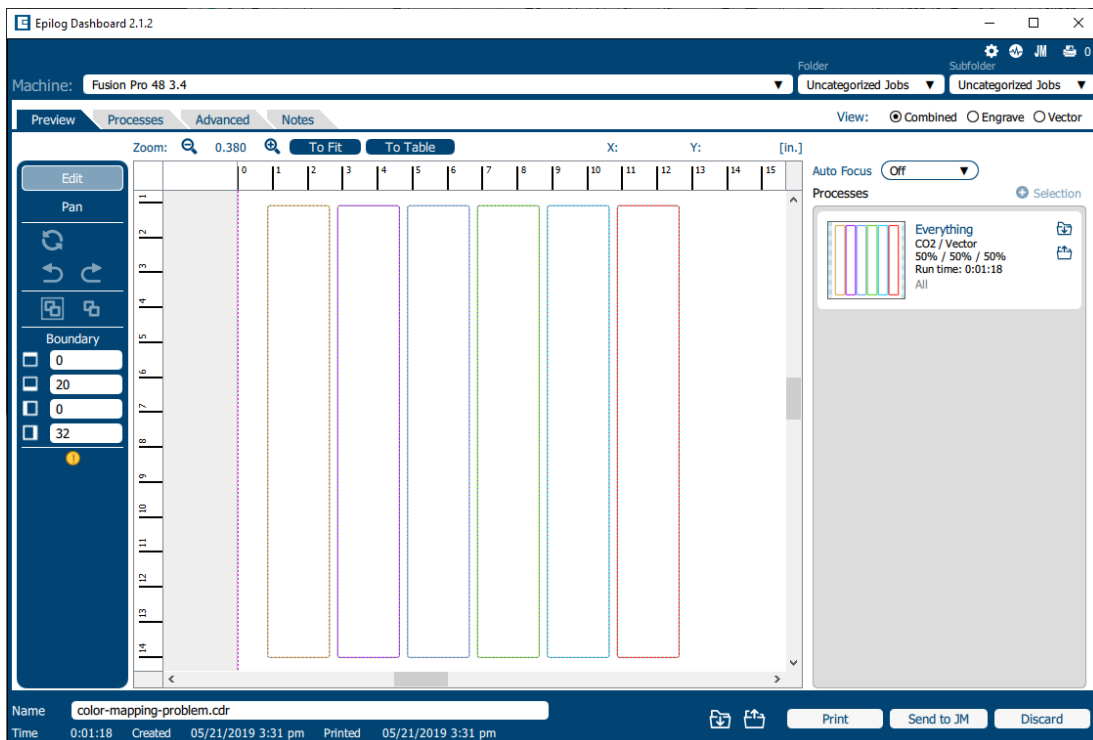 Epilog Dashboard 2.1.2
JM 0
Folder Subfolder
Machine: Fusion Pro 48 3.4 Uncategorized Jobs Uncategorized Jobs
Preview Processes Advanced Notes View: Combined Engrave Vector
Zoom: 0.380 To Fit To Table X: Y: [in.]
Edit
Pan
Boundary
0
20
0
32
0 1 2 3 4 5 6 7 8 9 10 11 12 13 14 15
1
2
3
4
5
6
7
8
9
10
11
12
13
14
Auto Focus Off
Processes Selection
Everything
CO2 / Vector
50% / 50% / 50%
Run time: 0:01:18
All
Name color-mapping-problem.cdr
Print Send to JM Discard
Time 0:01:18 Created 05/21/2019 3:31 pm Printed 05/21/2019 3:31 pm